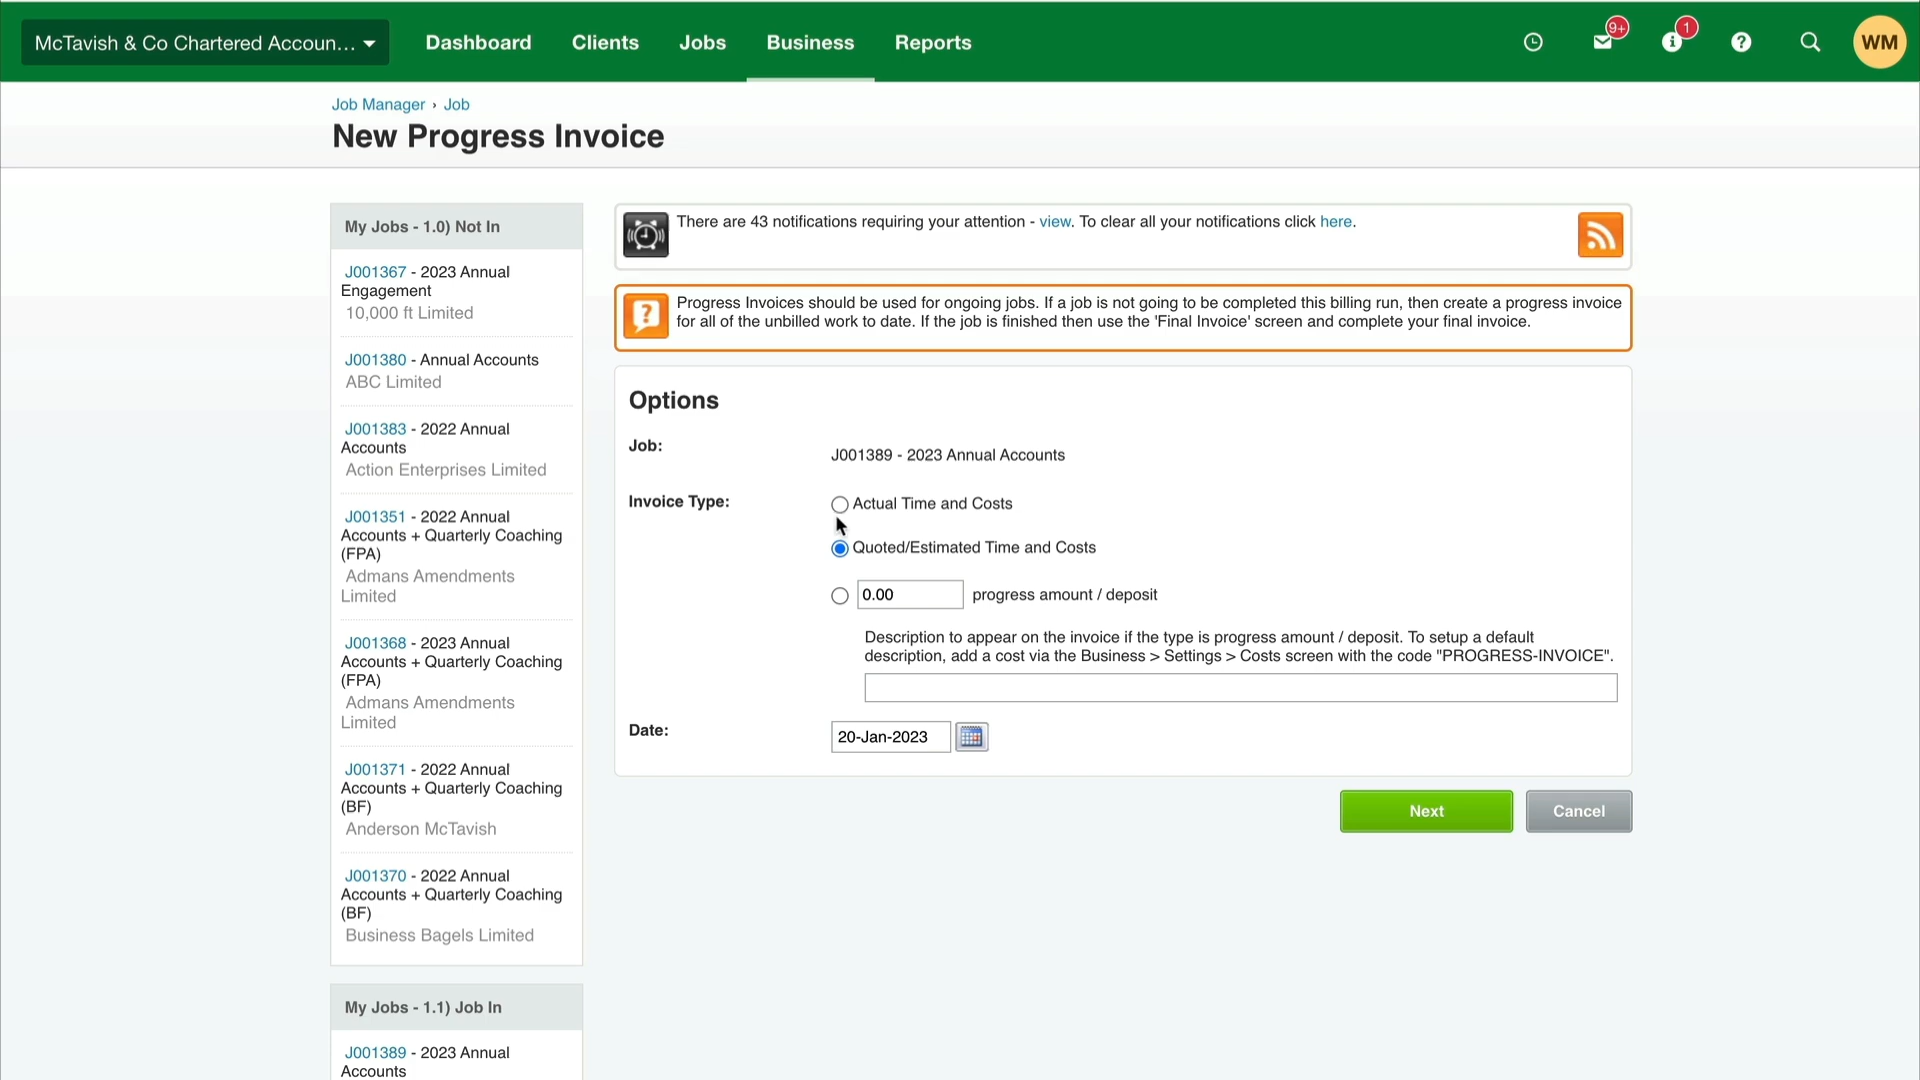 McTavish & Co Chartered Accoun...
Dashboard
Clients
Jobs
Business
Reports
9+
1
WM
Job Manager › Job
New Progress Invoice
My Jobs - 1.0) Not In
J001367 - 2023 Annual
Engagement
10,000 ft Limited
J001380 - Annual Accounts
ABC Limited
J001383 - 2022 Annual
Accounts
Action Enterprises Limited
J001351 - 2022 Annual
Accounts + Quarterly Coaching
(FPA)
Admans Amendments
Limited
J001368 - 2023 Annual
Accounts + Quarterly Coaching
(FPA)
Admans Amendments
Limited
J001371 - 2022 Annual
Accounts + Quarterly Coaching
(BF)
Anderson McTavish
J001370 - 2022 Annual
Accounts + Quarterly Coaching
(BF)
Business Bagels Limited
My Jobs - 1.1) Job In
J001389 - 2023 Annual
Accounts
There are 43 notifications requiring your attention - view. To clear all your notifications click here.
Progress Invoices should be used for ongoing jobs. If a job is not going to be completed this billing run, then create a progress invoice
for all of the unbilled work to date. If the job is finished then use the 'Final Invoice' screen and complete your final invoice.
Options
Job:
J001389 - 2023 Annual Accounts
Invoice Type:
Actual Time and Costs
Quoted/Estimated Time and Costs
0.00 progress amount / deposit
Description to appear on the invoice if the type is progress amount / deposit. To setup a default
description, add a cost via the Business > Settings > Costs screen with the code "PROGRESS-INVOICE".
Date:
20-Jan-2023
Next
Cancel